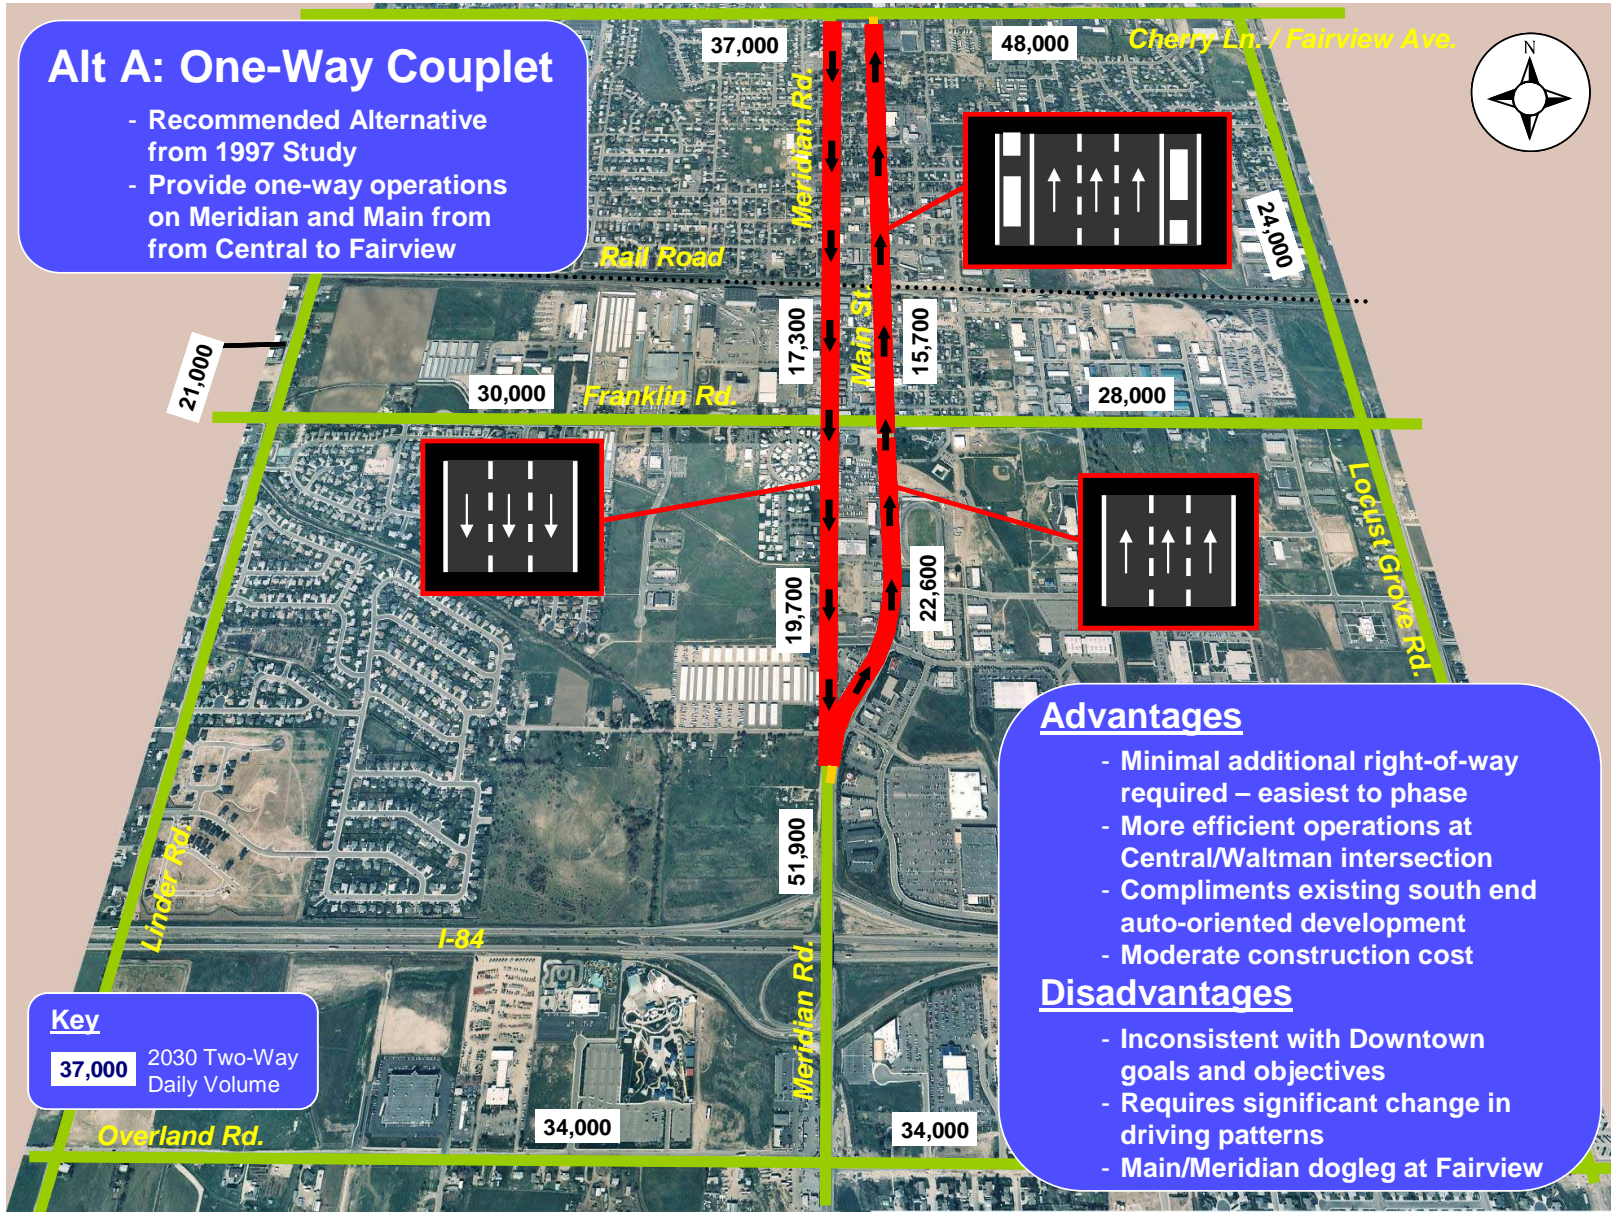 Alt A: One-Way Couplet
- Recommended Alternative
from 1997 Study
- Provide one-way operations
on Meridian and Main from
from Central to Fairview
37,000
48,000
Cherry Ln. / Fairview Ave.
N
Meridian Rd.
24,000
Rail Road
Main St.
17,300
15,700
21,000
30,000
Franklin Rd.
28,000
Locust Grove Rd.
19,700
22,600
51,900
Linder Rd.
I-84
Meridian Rd.
Advantages
- Minimal additional right-of-way
required – easiest to phase
- More efficient operations at
Central/Waltman intersection
- Compliments existing south end
auto-oriented development
- Moderate construction cost
Disadvantages
- Inconsistent with Downtown
goals and objectives
- Requires significant change in
driving patterns
- Main/Meridian dogleg at Fairview
Key
37,000
2030 Two-Way
Daily Volume
Overland Rd.
34,000
34,000